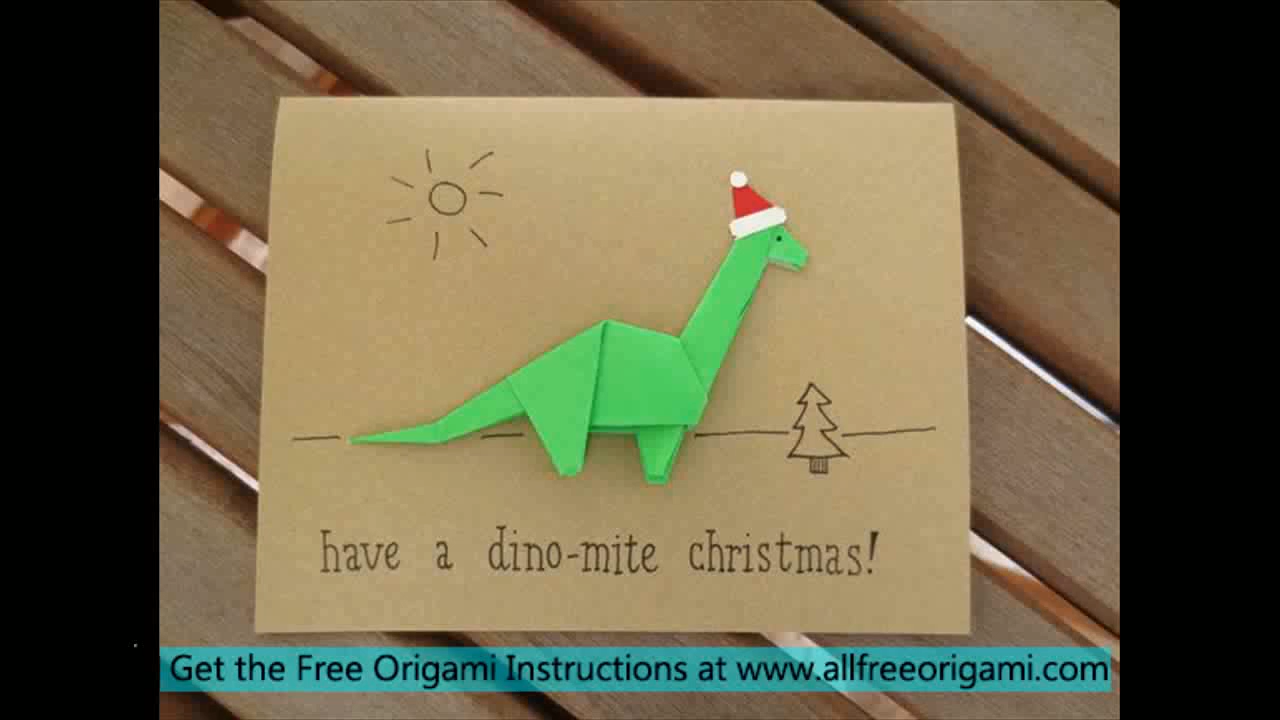 have a dino-mite christmas!
Get the Free Origami Instructions at www.allfreeorigami.com